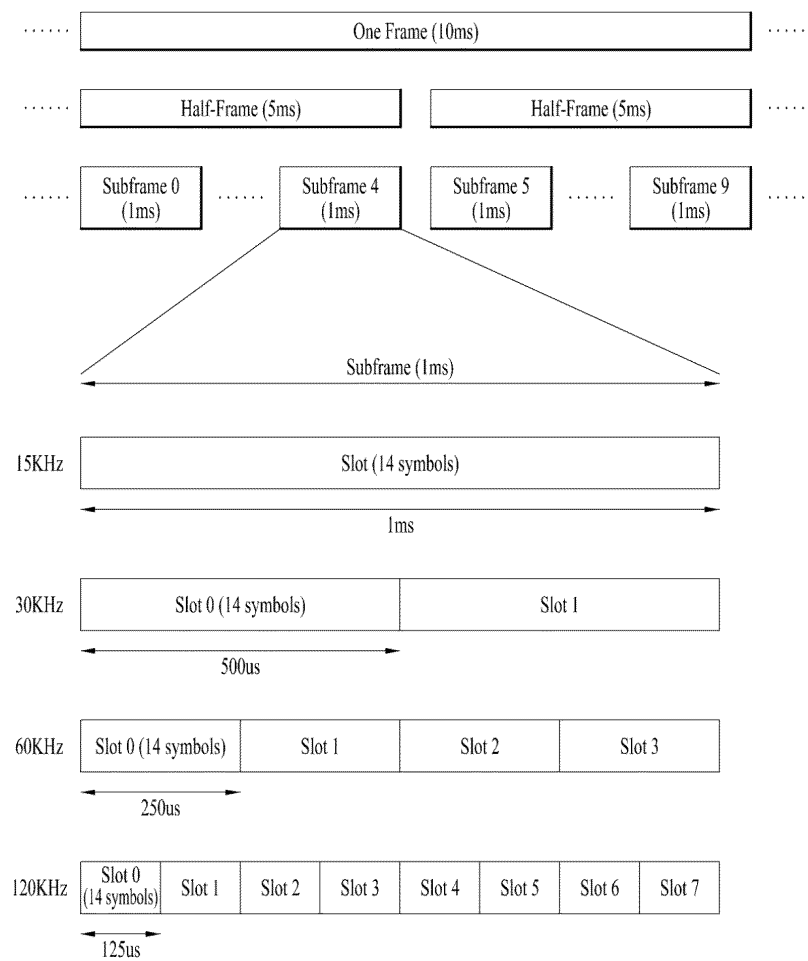 ...... One Frame (10ms) ......
...... Half-Frame (5ms) Half-Frame (5ms) ......
...... Subframe 0 ...... Subframe 4 Subframe 5 ...... Subframe 9 ......
(1ms) (1ms) (1ms) (1ms)
Subframe (1ms)
15KHz Slot (14 symbols)
1ms
30KHz Slot 0 (14 symbols) Slot 1
500us
60KHz Slot 0 (14 symbols) Slot 1 Slot 2 Slot 3
250us
120KHz Slot 0 (14 symbols) Slot 1 Slot 2 Slot 3 Slot 4 Slot 5 Slot 6 Slot 7
125us